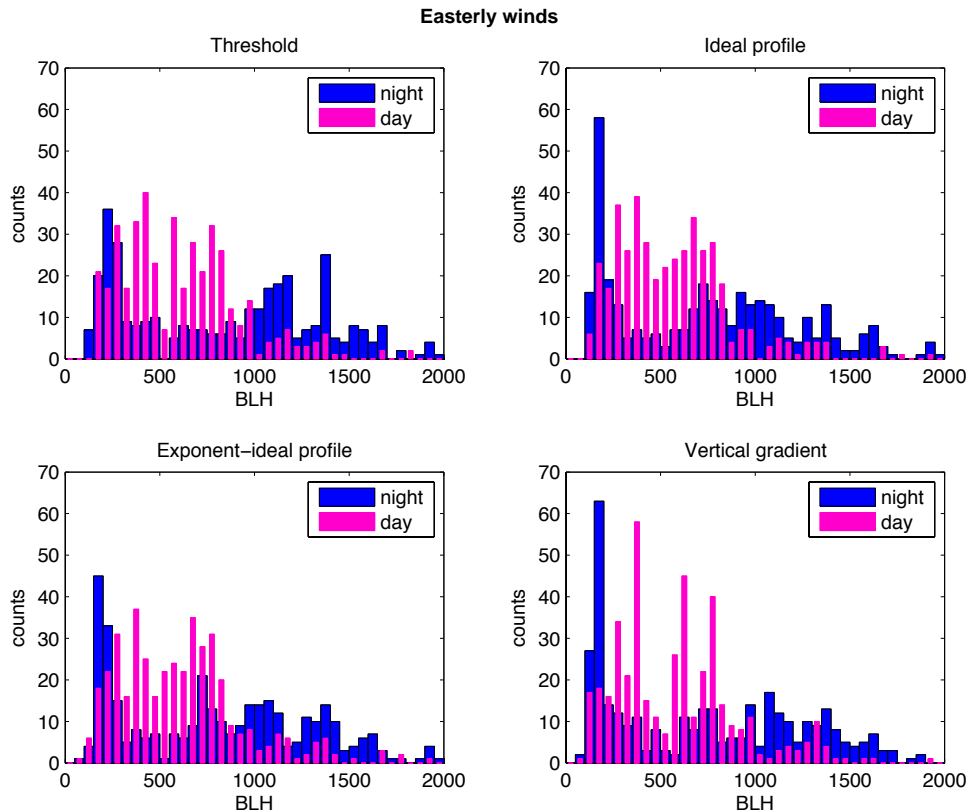 Easterly winds
Threshold
70
60
50
40
30
20
10
0
counts
night
day
0 500 1000 1500 2000
BLH
Ideal profile
70
60
50
40
30
20
10
0
counts
night
day
0 500 1000 1500 2000
BLH
Exponent−ideal profile
70
60
50
40
30
20
10
0
counts
night
day
0 500 1000 1500 2000
BLH
Vertical gradient
70
60
50
40
30
20
10
0
counts
night
day
0 500 1000 1500 2000
BLH